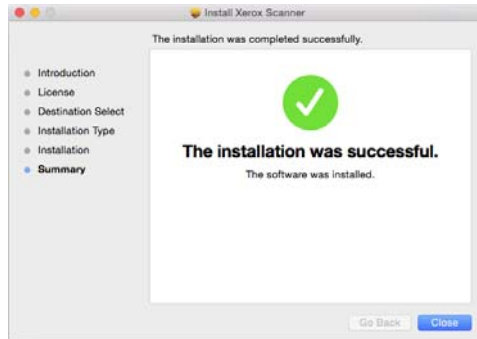 Install Xerox Scanner
The installation was completed successfully.
Introduction
License
Destination Select
Installation Type
Installation
Summary
The installation was successful.
The software was installed.
Go Back
Close